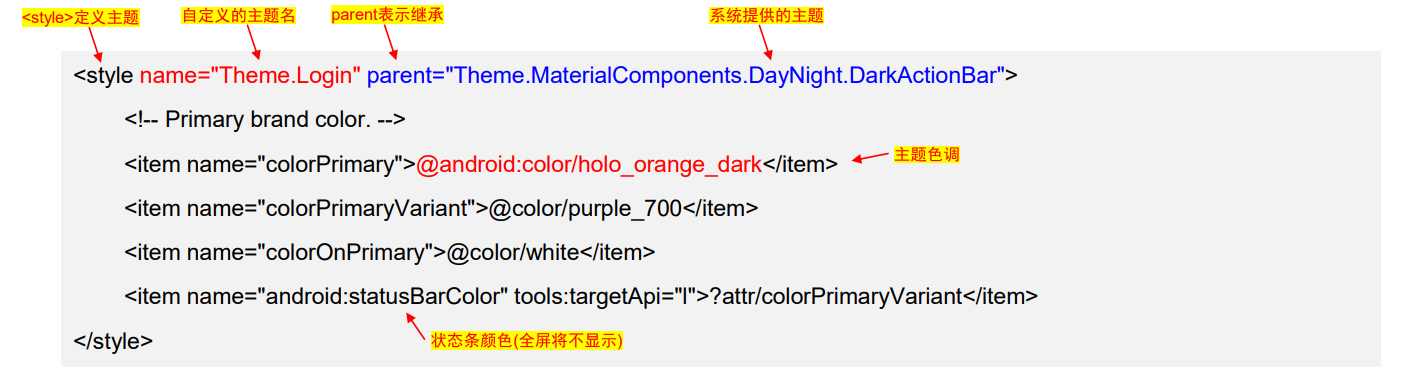 <style>定义主题 自定义的主题名 parent表示继承 系统提供的主题
<style name="Theme.Login" parent="Theme.MaterialComponents.DayNight.DarkActionBar">
<!-- Primary brand color. -->
<item name="colorPrimary">@android:color/holo_orange_dark</item> 主题色调
<item name="colorPrimaryVariant">@color/purple_700</item>
<item name="colorOnPrimary">@color/white</item>
<item name="android:statusBarColor" tools:targetApi="l">?attr/colorPrimaryVariant</item>
</style> 状态条颜色(全屏将不显示)